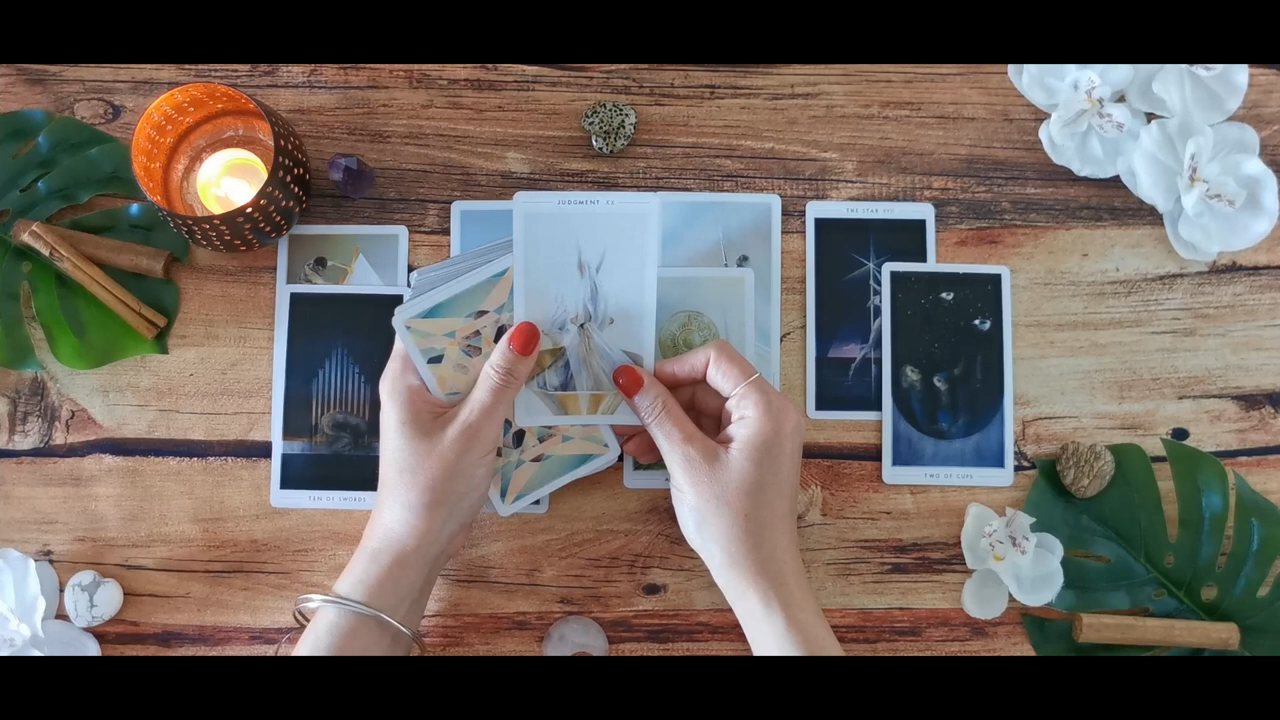 JUDGMENT XX
THE STAR XVII
TEN OF SWORDS
TWO OF CUPS